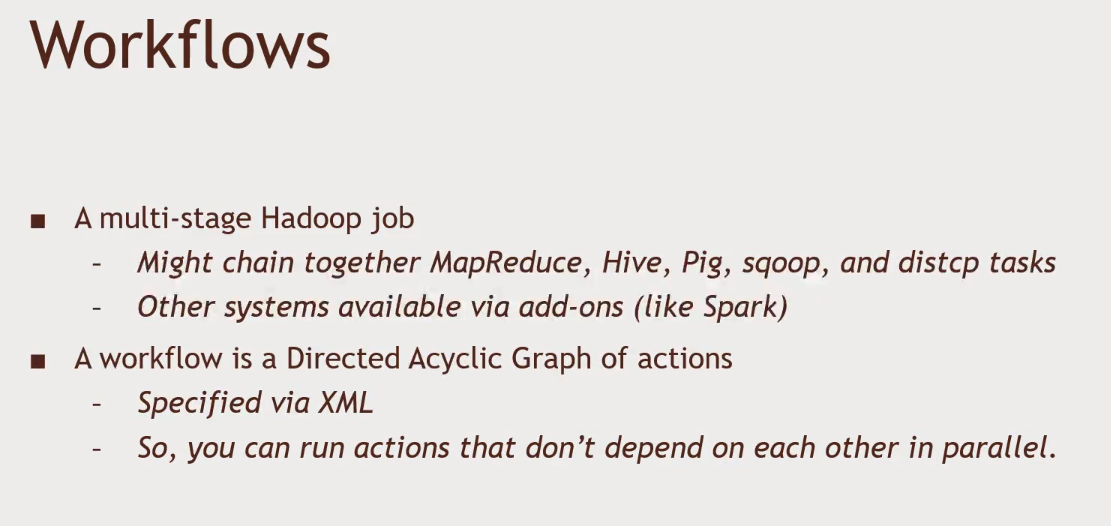 Workflows
■ A multi-stage Hadoop job
– Might chain together MapReduce, Hive, Pig, sqoop, and distcp tasks
– Other systems available via add-ons (like Spark)
■ A workflow is a Directed Acyclic Graph of actions
– Specified via XML
– So, you can run actions that don’t depend on each other in parallel.